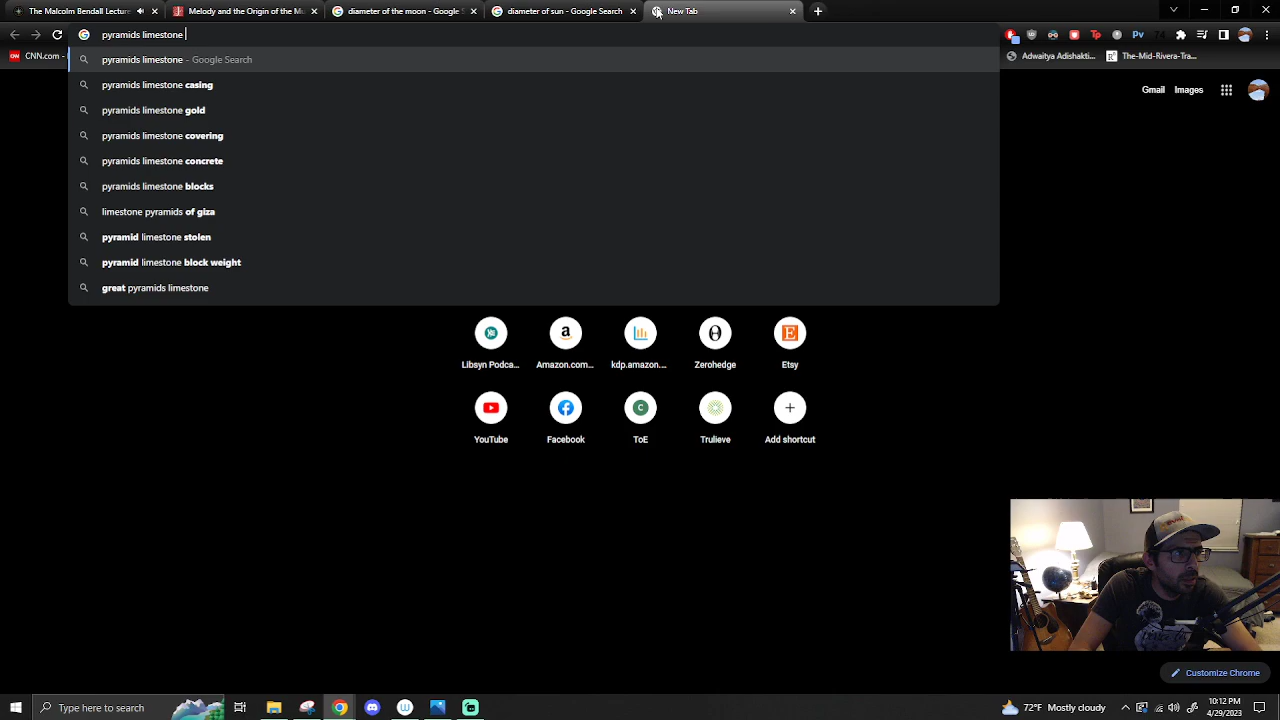 The Malcolm Bendall Lecture
Melody and the Origin of the Mu
diameter of the moon - Google S
diameter of sun - Google Search
New Tab
pyramids limestone
CNN.com -
Adwaitya Adishakti...
The-Mid-Rivera-Tra...
pyramids limestone - Google Search
pyramids limestone casing
pyramids limestone gold
pyramids limestone covering
pyramids limestone concrete
pyramids limestone blocks
limestone pyramids of giza
pyramid limestone stolen
pyramid limestone block weight
great pyramids limestone
Gmail Images
Libsyn Podca... Amazon.com... kdp.amazon.... Zerohedge Etsy
YouTube Facebook ToE Trulieve Add shortcut
Customize Chrome
Type here to search
72°F Mostly cloudy
10:12 PM
4/29/2023